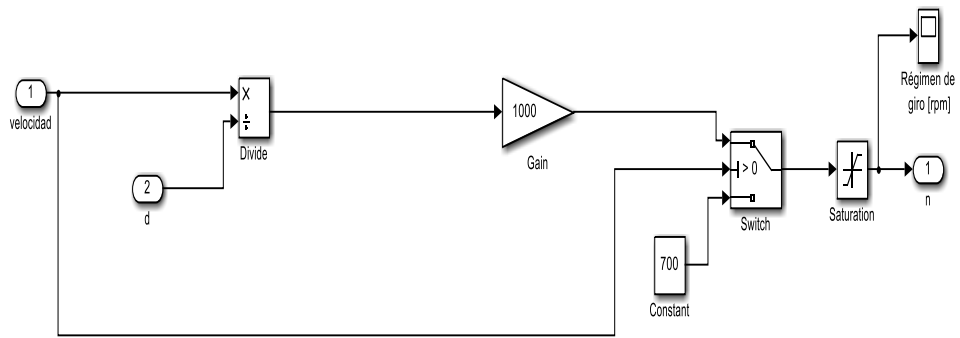 1
velocidad
×
÷
Divide
2
d
1000
Gain
> 0
Switch
700
Constant
Saturation
Régimen de
giro [rpm]
1
n